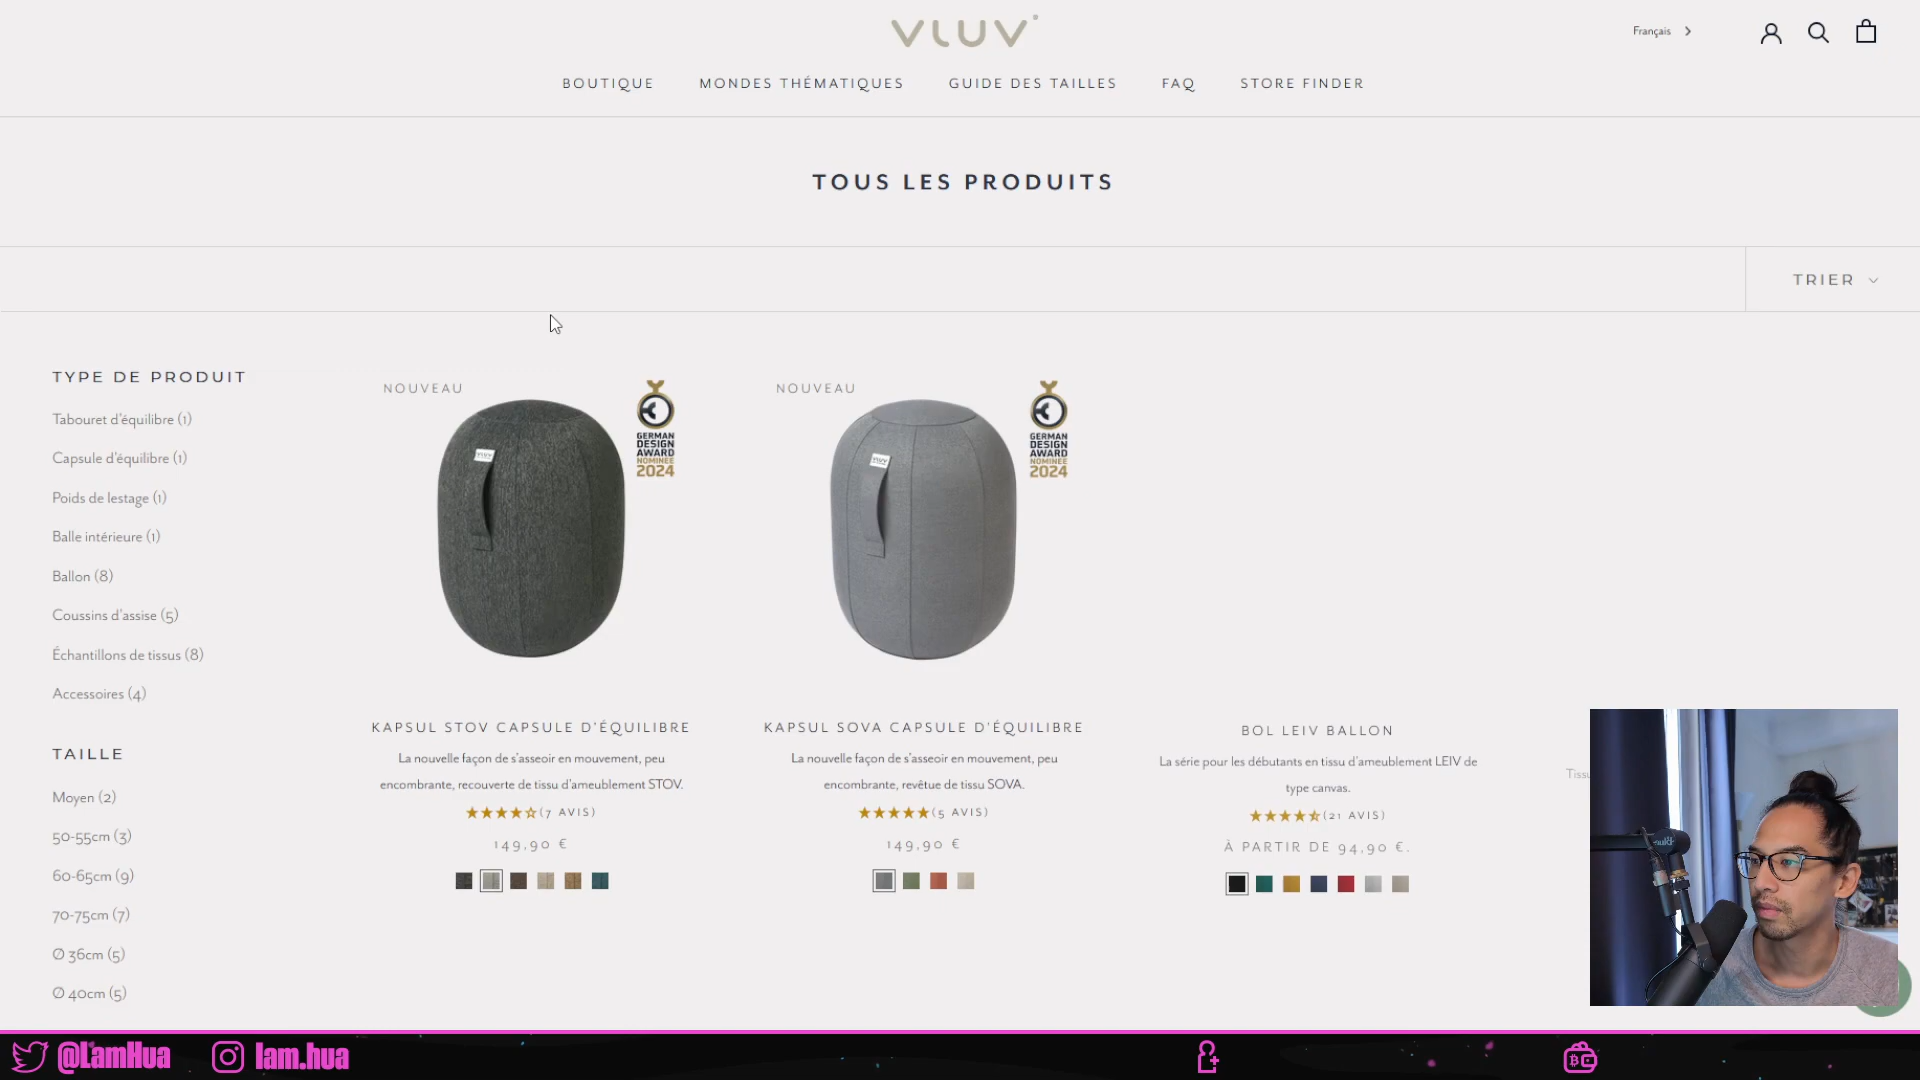 VLUV
Français
BOUTIQUE
MONDES THÉMATIQUES
GUIDE DES TAILLES
FAQ
STORE FINDER
TOUS LES PRODUITS
TRIER
TYPE DE PRODUIT
Tabouret d'équilibre (1)
Capsule d'équilibre (1)
Poids de lestage (1)
Balle intérieure (1)
Ballon (8)
Coussins d'assise (5)
Échantillons de tissus (8)
Accessoires (4)
TAILLE
Moyen (2)
50-55cm (3)
60-65cm (9)
70-75cm (7)
Ø 36cm (5)
Ø 40cm (5)
NOUVEAU
VLUV
GERMAN
DESIGN
AWARD
NOMINEE
2024
KAPSUL STOV CAPSULE D'ÉQUILIBRE
La nouvelle façon de s'asseoir en mouvement, peu
encombrante, recouverte de tissu d'ameublement STOV.
(7 AVIS)
149,90 €
NOUVEAU
VLUV
GERMAN
DESIGN
AWARD
NOMINEE
2024
KAPSUL SOVA CAPSULE D'ÉQUILIBRE
La nouvelle façon de s'asseoir en mouvement, peu
encombrante, revêtue de tissu SOVA.
(5 AVIS)
149,90 €
BOL LEIV BALLON
La série pour les débutants en tissu d'ameublement LEIV de
type canvas.
(21 AVIS)
À PARTIR DE 94,90 €.
@LamHua
lam.hua